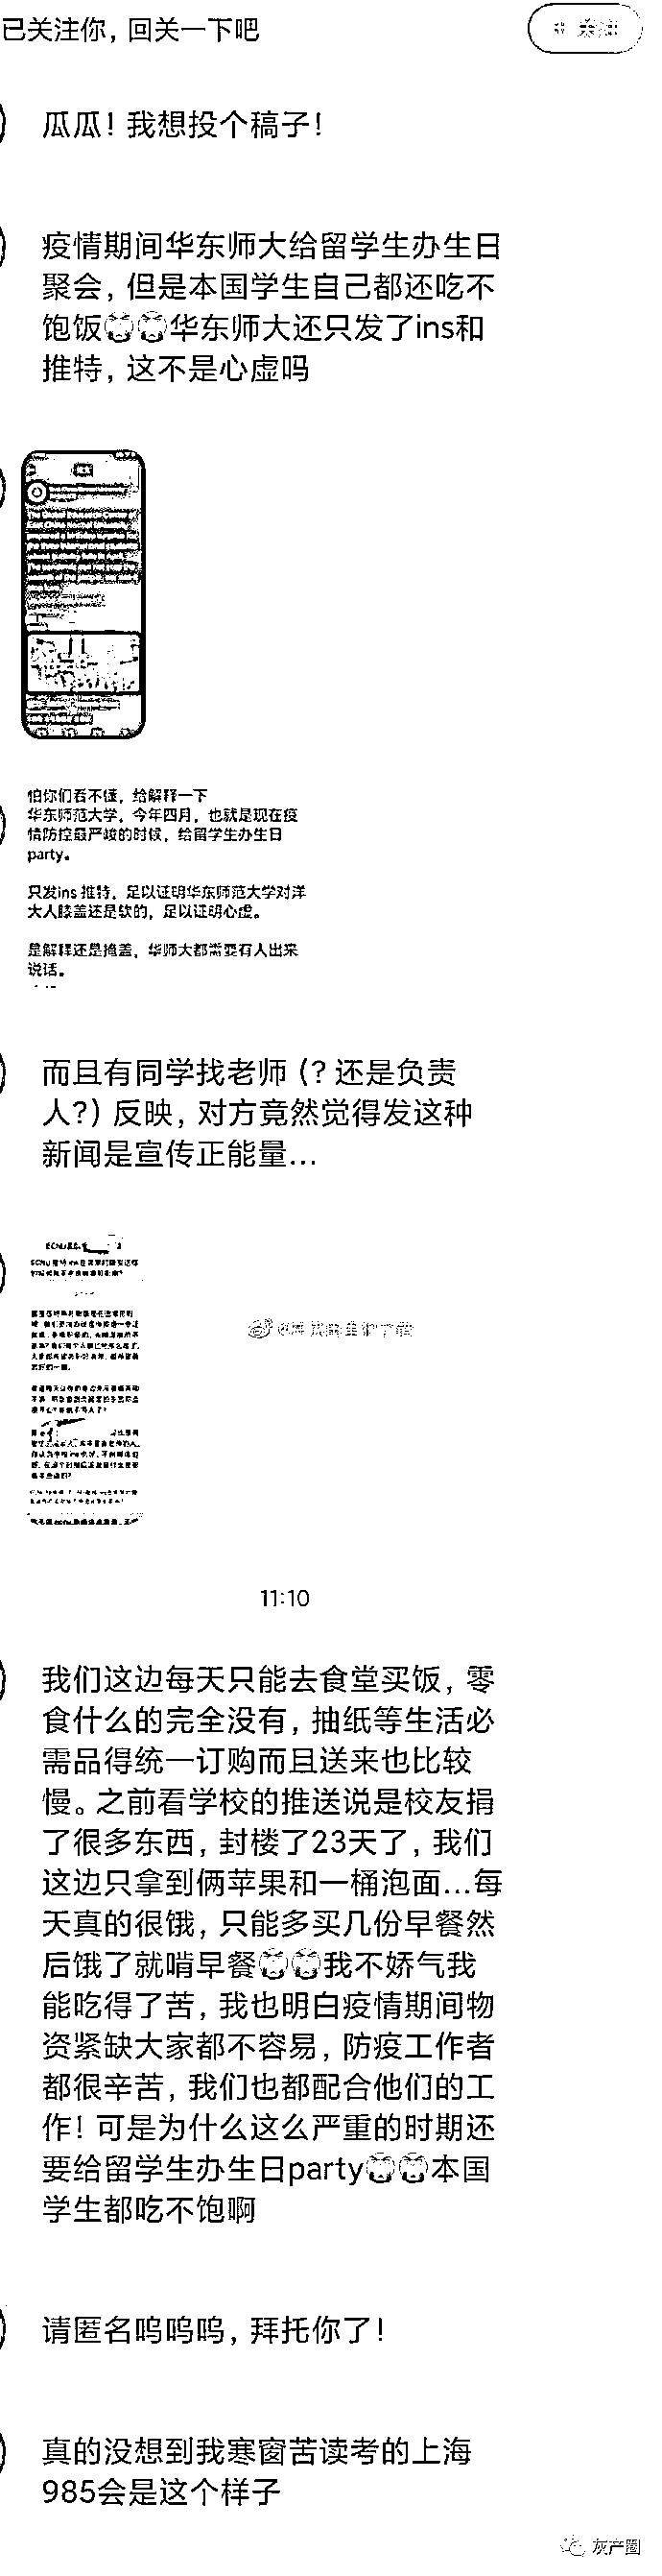 已关注你，回关一下吧
瓜瓜！我想投个稿子！
疫情期间华东师大给留学生办生日
聚会，但是本国学生自己都还吃不
饱饭华东师大还只发了ins和
推特，这不是心虚吗
怕你们看不懂，给解释一下
华东师范大学，今年四月，也就是现在疫
情防控最严峻的时候，给留学生办生日
party。
只发ins 推特，足以证明华东师范大学对洋
大人膝盖还是软的，足以证明心虚。
是解释还是掩盖，华师大都需要有人出来
说话。
而且有同学找老师（？还是负责
人？）反映，对方竟然觉得发这种
新闻是宣传正能量...
11:10
我们这边每天只能去食堂买饭，零
食什么的完全没有，抽纸等生活必
需品得统一订购而且送来也比较
慢。之前看学校的推送说是校友捐
了很多东西，封楼了23天了，我们
这边只拿到俩苹果和一桶泡面...每
天真的很饿，只能多买几份早餐然
后饿了就啃早餐我不娇气我
能吃得了苦，我也明白疫情期间物
资紧缺大家都不容易，防疫工作者
都很辛苦，我们也都配合他们的工
作！可是为什么这么严重的时期还
要给留学生办生日party本国
学生都吃不饱啊
请匿名呜呜呜，拜托你了！
真的没想到我寒窗苦读考的上海
985会是这个样子
灰产圈